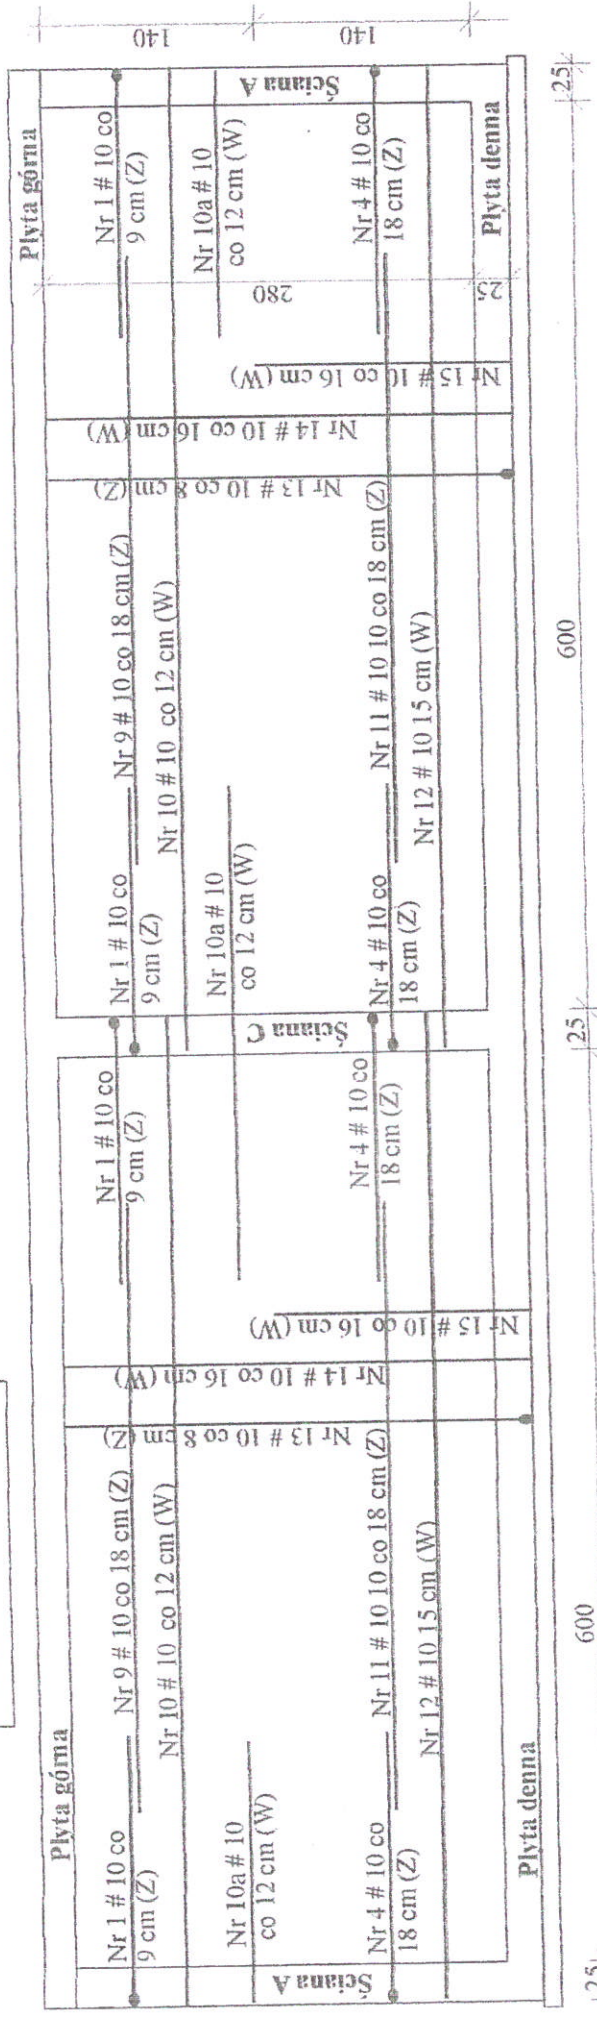 Płyta górna
Płyta górna
Nr 1 # 10 co
9 cm (Z)
Nr 9 # 10 co 18 cm (Z)
Nr 10 # 10 co 12 cm (W)
Nr 10a # 10
co 12 cm (W)
Nr 4 # 10 co
18 cm (Z)
Nr 11 # 10 10 co 18 cm (Z)
Nr 12 # 10 15 cm (W)
Nr 13 # 10 co 8 cm (Z)
Nr 14 # 10 co 16 cm (W)
Nr 15 # 10 co 16 cm (W)
Ściana A
Płyta denna
Nr 1 # 10 co
9 cm (Z)
Nr 4 # 10 co
18 cm (Z)
Ściana C
Nr 1 # 10 co
9 cm (Z)
Nr 9 # 10 co 18 cm (Z)
Nr 10 # 10 co 12 cm (W)
Nr 10a # 10
co 12 cm (W)
Nr 4 # 10 co
18 cm (Z)
Nr 11 # 10 10 co 18 cm (Z)
Nr 12 # 10 15 cm (W)
Nr 13 # 10 co 8 cm (Z)
Nr 14 # 10 co 16 cm (W)
Nr 15 # 10 co 16 cm (W)
Nr 1 # 10 co
9 cm (Z)
Nr 10a # 10
co 12 cm (W)
Nr 4 # 10 co
18 cm (Z)
280
25
Ściana A
Płyta denna
140
140
25
600
25
600
25